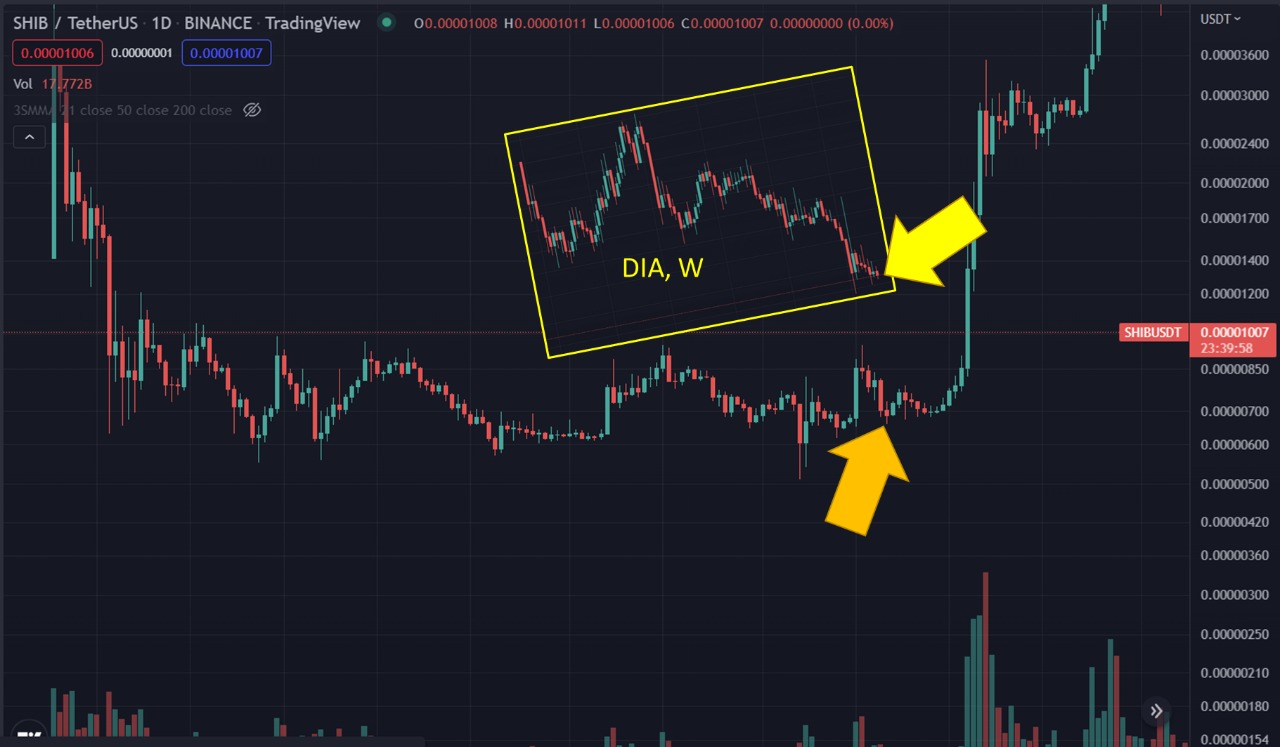 SHIB / TetherUS · 1D · BINANCE · TradingView O0.00001008 H0.00001011 L0.00001006 C0.00001007 0.00000000 (0.00%)
USDT
0.00001006 0.00000001 0.00001007
Vol 17.772B
3SMMA 21 close 50 close 200 close
0.00003600
0.00003000
0.00002400
0.00002000
0.00001700
DIA, W
0.00001400
0.00001200
SHIBUSDT 0.00001007
23:39:58
0.00000850
0.00000700
0.00000600
0.00000500
0.00000420
0.00000360
0.00000300
0.00000250
0.00000210
0.00000180
0.00000154